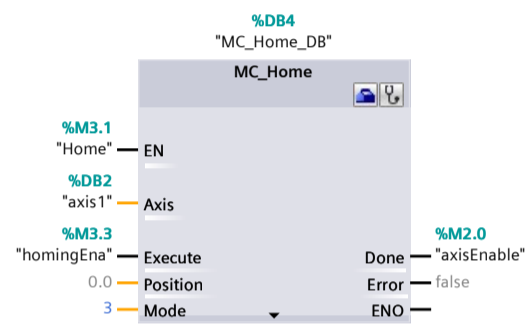 %DB4
"MC_Home_DB"
MC_Home
%M3.1
"Home" EN
%DB2
"axis1" Axis
%M3.3 %M2.0
"homingEna" Execute Done "axisEnable"
0.0 Position Error false
3 Mode ENO